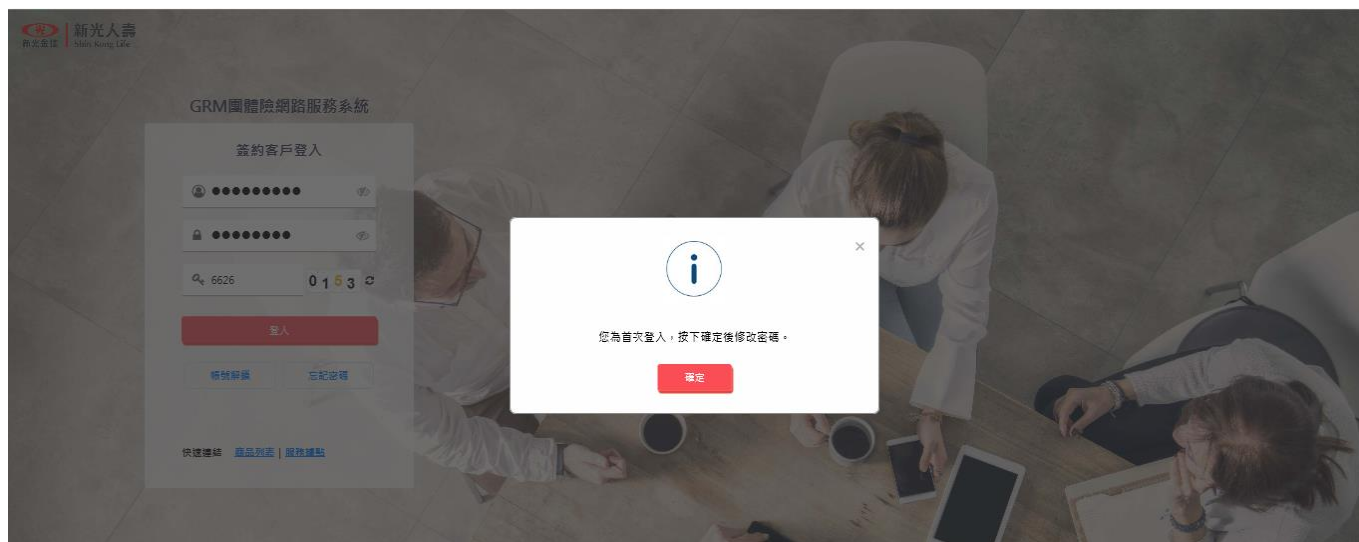 新光人壽
新光金控
Shin Kong Life
GRM團體險網路服務系統
簽約客戶登入
●●●●●●●●●
●●●●●●●●
6626
0153
登入
帳號解鎖
忘記密碼
快速連結 商品列表 | 服務據點
×
您為首次登入，按下確定後修改密碼。
確定